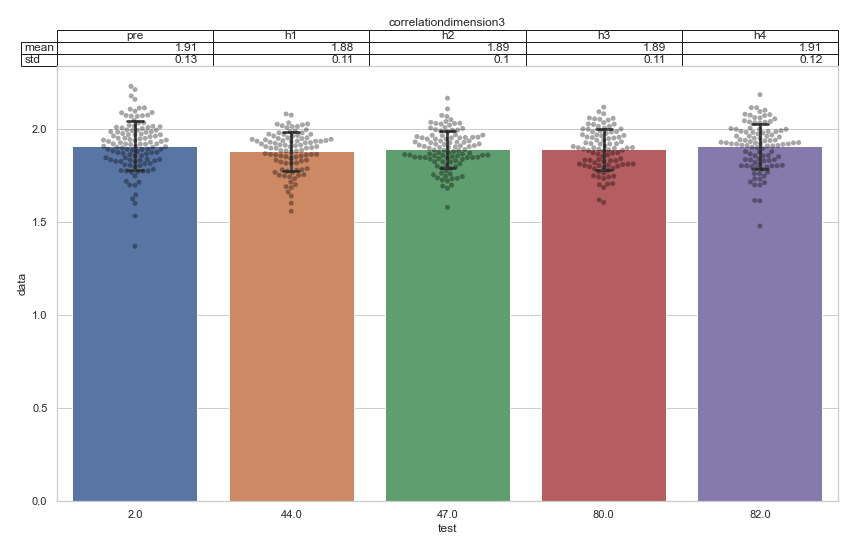 correlationdimension3
pre h1 h2 h3 h4
mean 1.91 1.88 1.89 1.89 1.91
std 0.13 0.11 0.1 0.11 0.12
2.0
1.5
1.0
0.5
0.0
data
2.0 44.0 47.0 80.0 82.0
test